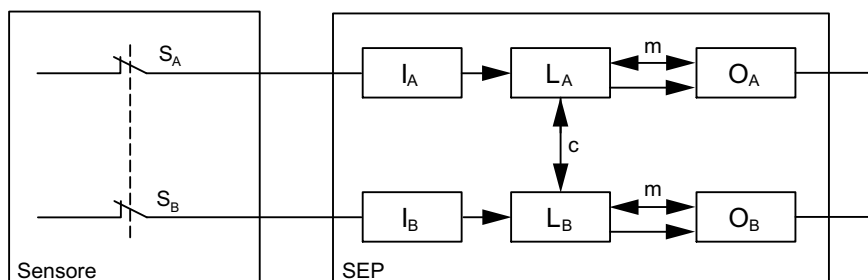 S_A
I_A
L_A
m
O_A
c
S_B
I_B
L_B
m
O_B
Sensore
SEP